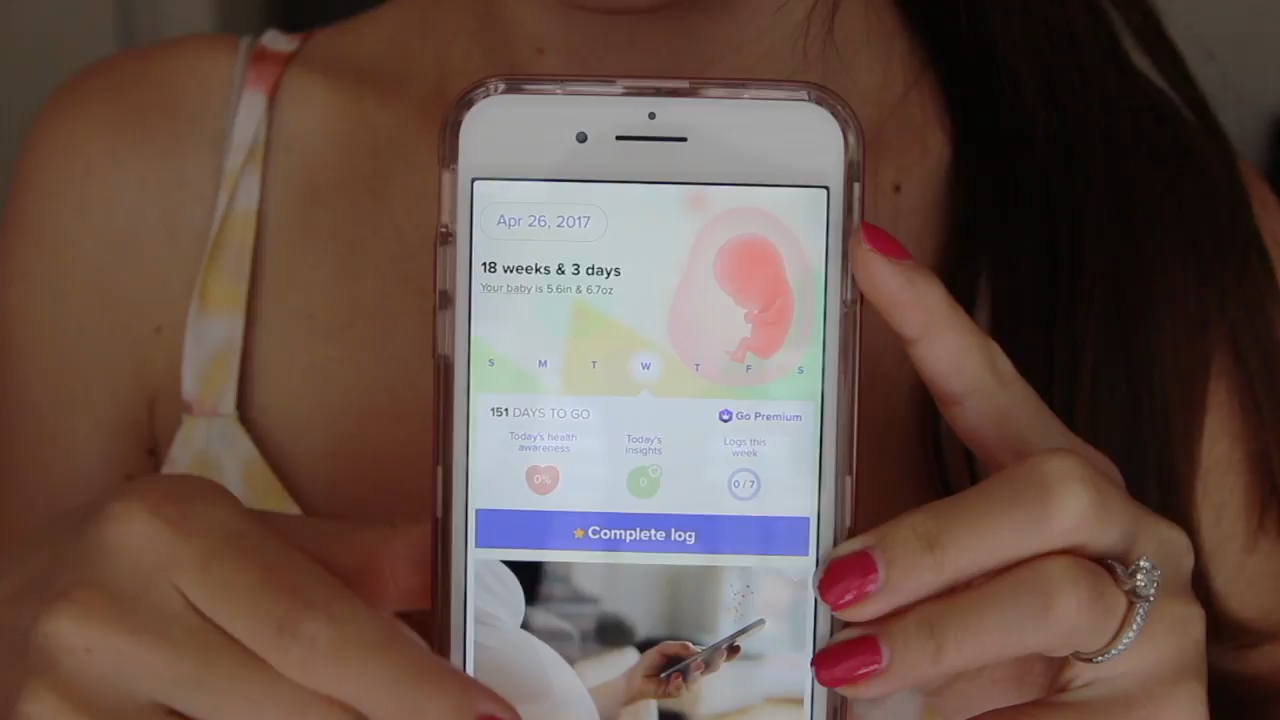 Apr 26, 2017
18 weeks & 3 days
Your baby is 5.6in & 6.7oz
S M T W T F S
151 DAYS TO GO
Go Premium
Today's health
awareness
Today's
insights
Logs this
week
0%
0
0 / 7
Complete log